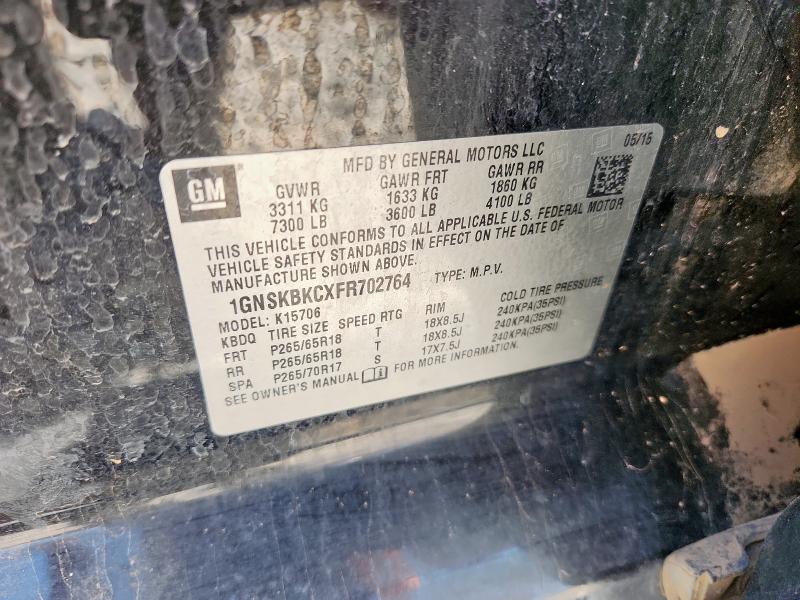 05/15
MFD BY GENERAL MOTORS LLC
GM
GVWR GAWR FRT GAWR RR
3311 KG 1633 KG 1860 KG
7300 LB 3600 LB 4100 LB
THIS VEHICLE CONFORMS TO ALL APPLICABLE U.S. FEDERAL MOTOR
VEHICLE SAFETY STANDARDS IN EFFECT ON THE DATE OF
MANUFACTURE SHOWN ABOVE.
1GNSKBKCXFR702764 TYPE: M.P.V.
MODEL: K15706
KBDQ TIRE SIZE SPEED RTG RIM COLD TIRE PRESSURE
FRT P265/65R18 T 18X8.5J 240KPA(35PSI)
RR P265/65R18 T 18X8.5J 240KPA(35PSI)
SPA P265/70R17 S 17X7.5J 240KPA(35PSI)
SEE OWNER'S MANUAL FOR MORE INFORMATION.